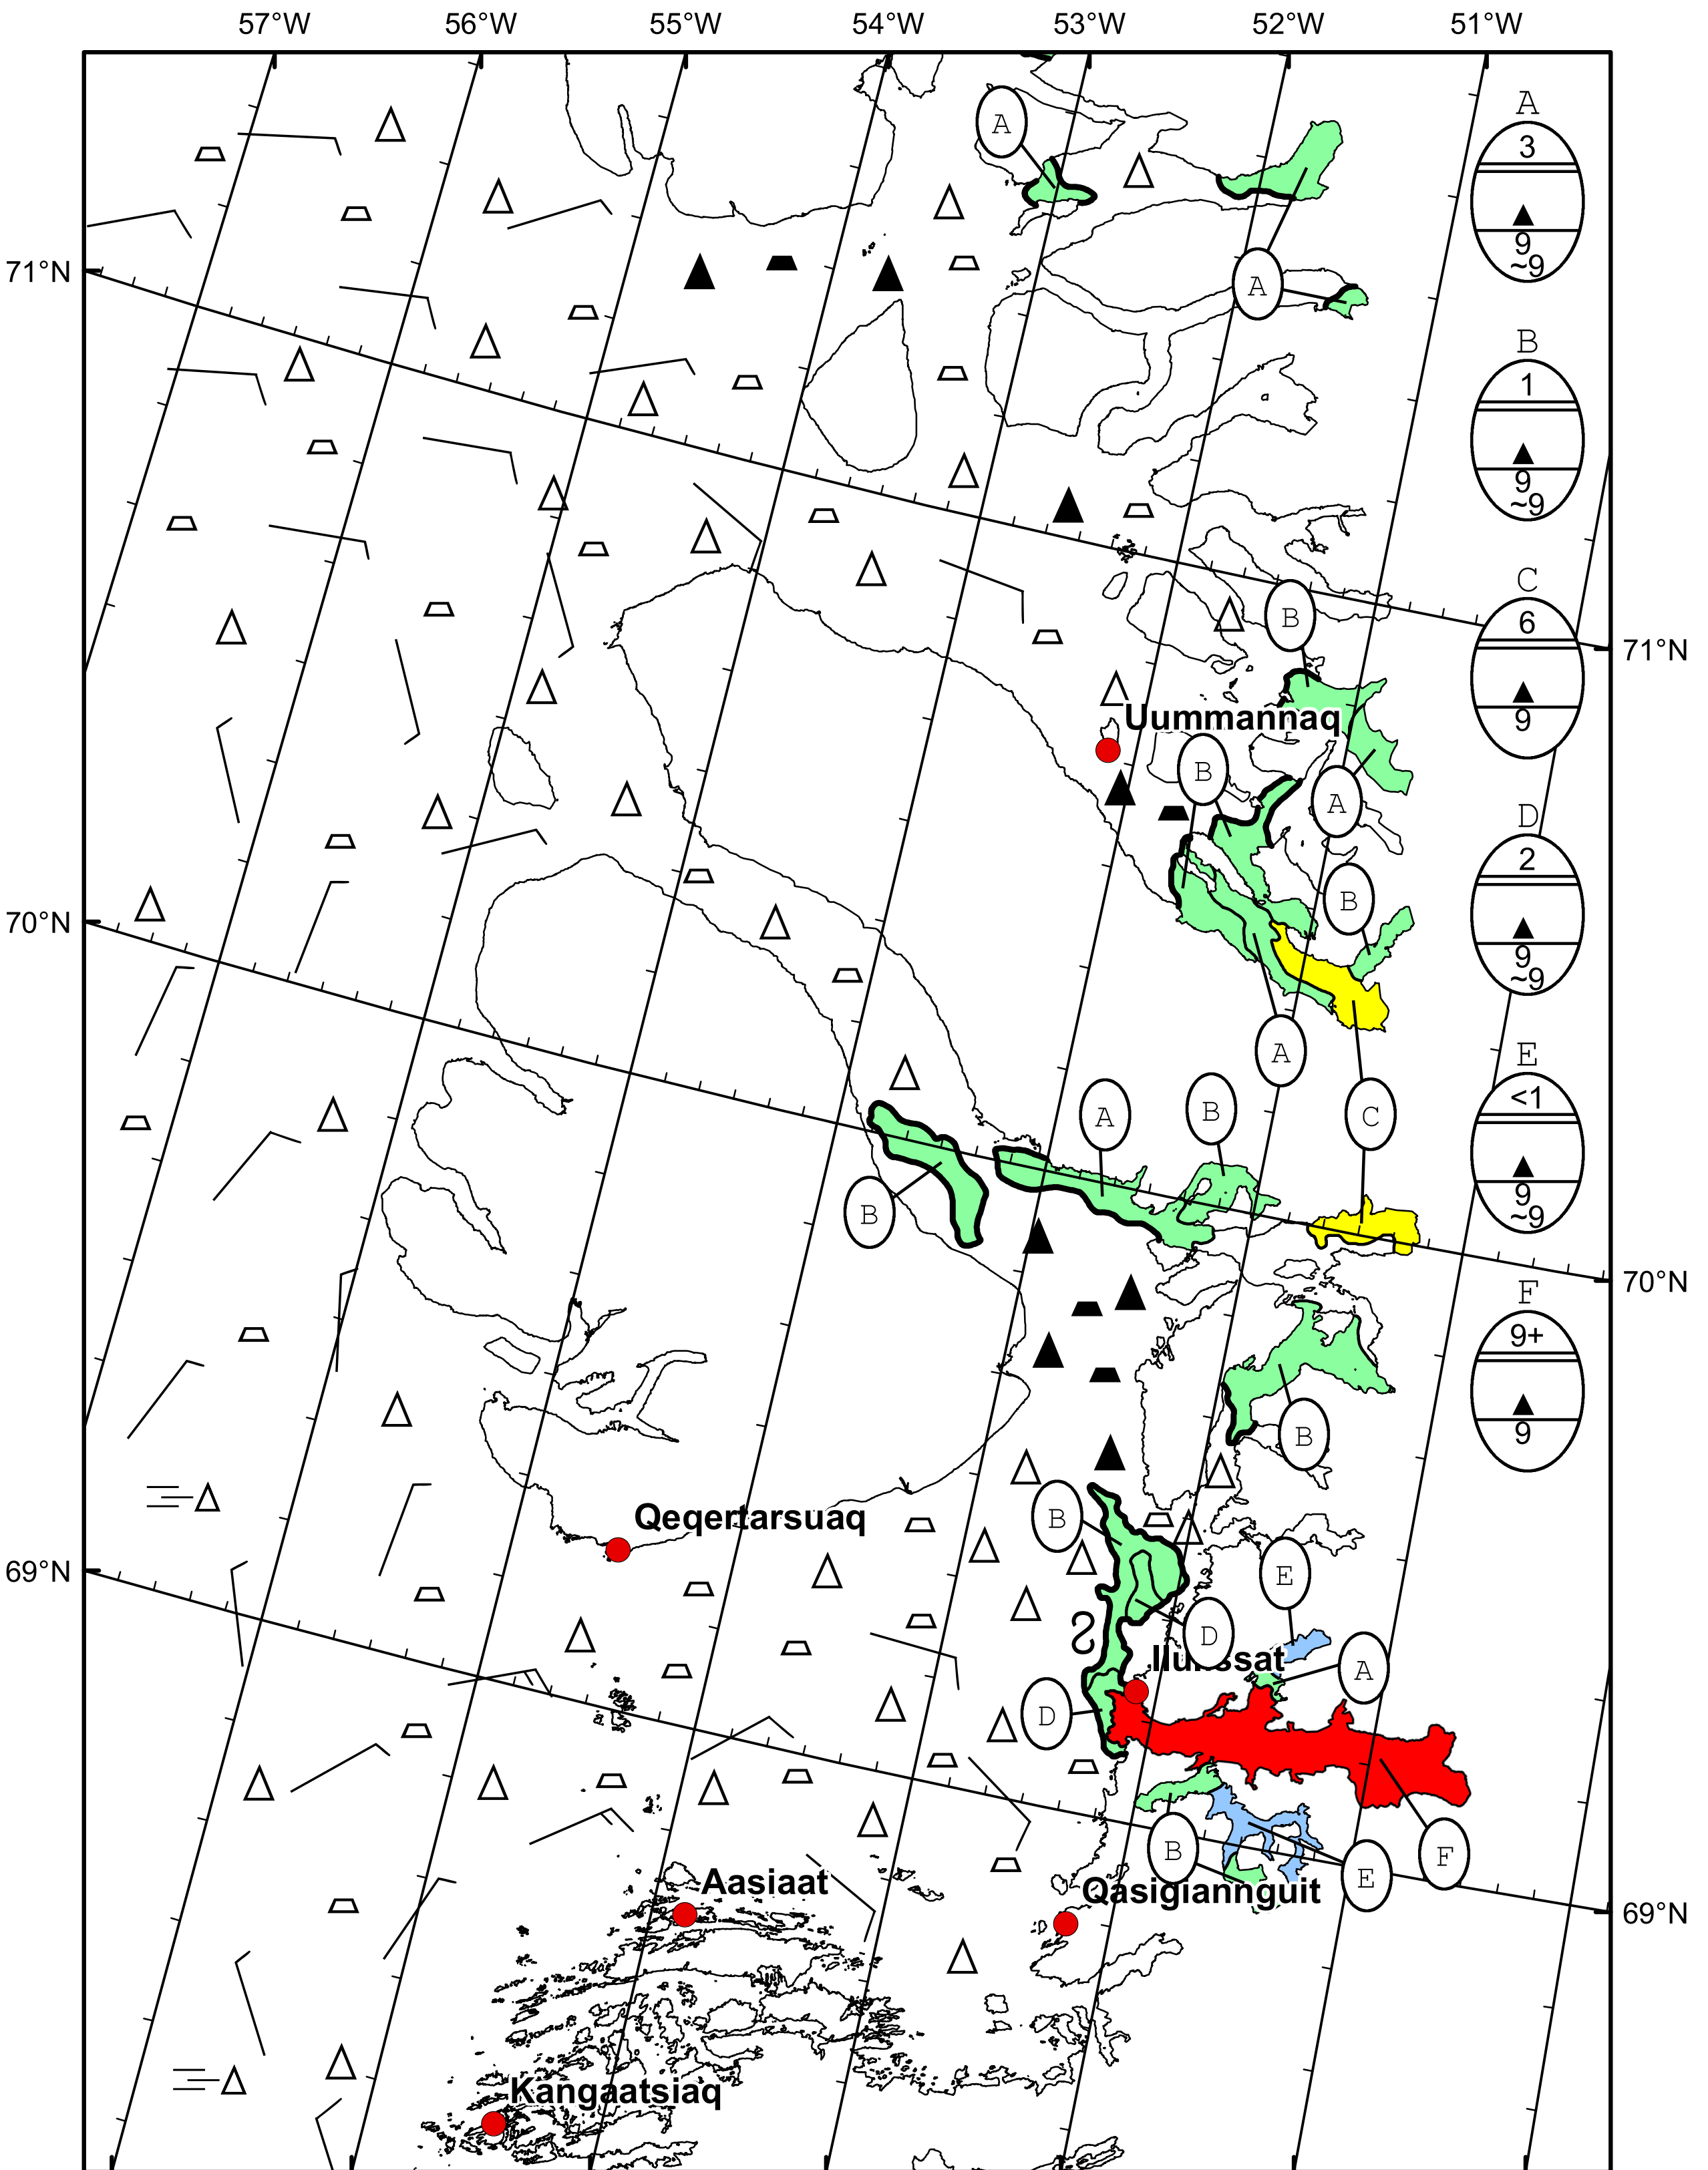 57°W 56°W 55°W 54°W 53°W 52°W 51°W
A
3
9
~9
A
71°N
A
B
1
9
~9
C
6
9
B
71°N
Uummannaq
B
A
D
2
9
~9
B
70°N
A
E
<1
9
~9
A
B
C
B
70°N
F
9+
9
B
Qeqertarsuaq
B
69°N
E
D
Ilulissat
A
D
B
E
F
Aasiaat
Qasigiannguit
69°N
Kangaatsiaq